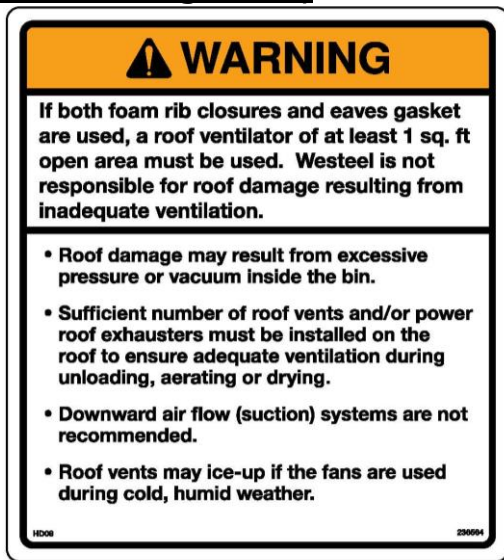 WARNING
If both foam rib closures and eaves gasket
are used, a roof ventilator of at least 1 sq. ft
open area must be used. Westeel is not
responsible for roof damage resulting from
inadequate ventilation.
• Roof damage may result from excessive
pressure or vacuum inside the bin.
• Sufficient number of roof vents and/or power
roof exhausters must be installed on the
roof to ensure adequate ventilation during
unloading, aerating or drying.
• Downward air flow (suction) systems are not
recommended.
• Roof vents may ice-up if the fans are used
during cold, humid weather.